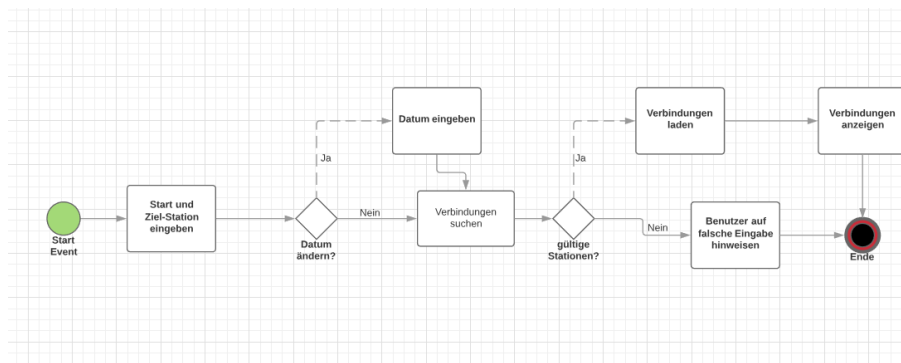 Start
Event
Start und
Ziel-Station
eingeben
Datum
ändern?
Ja
Nein
Datum eingeben
Verbindungen
suchen
gültige
Stationen?
Ja
Nein
Verbindungen
laden
Verbindungen
anzeigen
Benutzer auf
falsche Eingabe
hinweisen
Ende